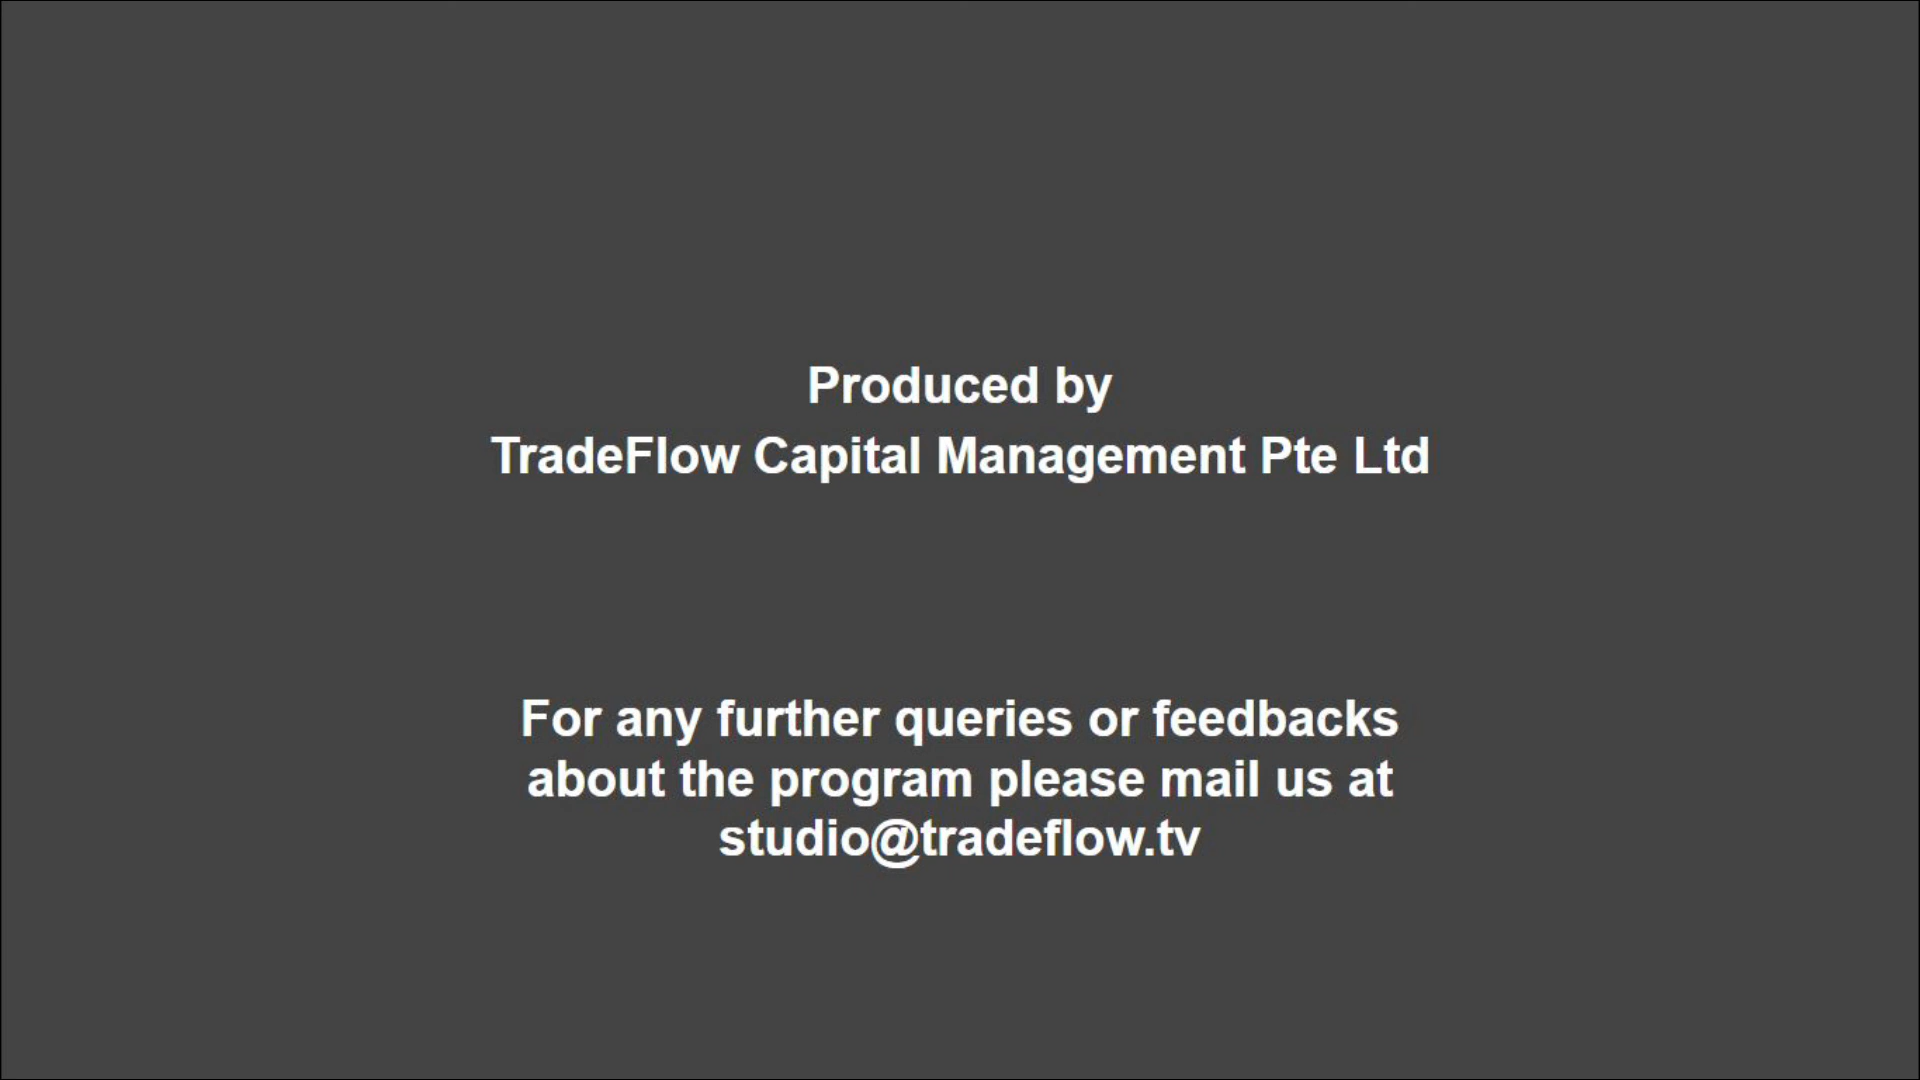 Produced by
TradeFlow Capital Management Pte Ltd
For any further queries or feedbacks
about the program please mail us at
studio@tradeflow.tv